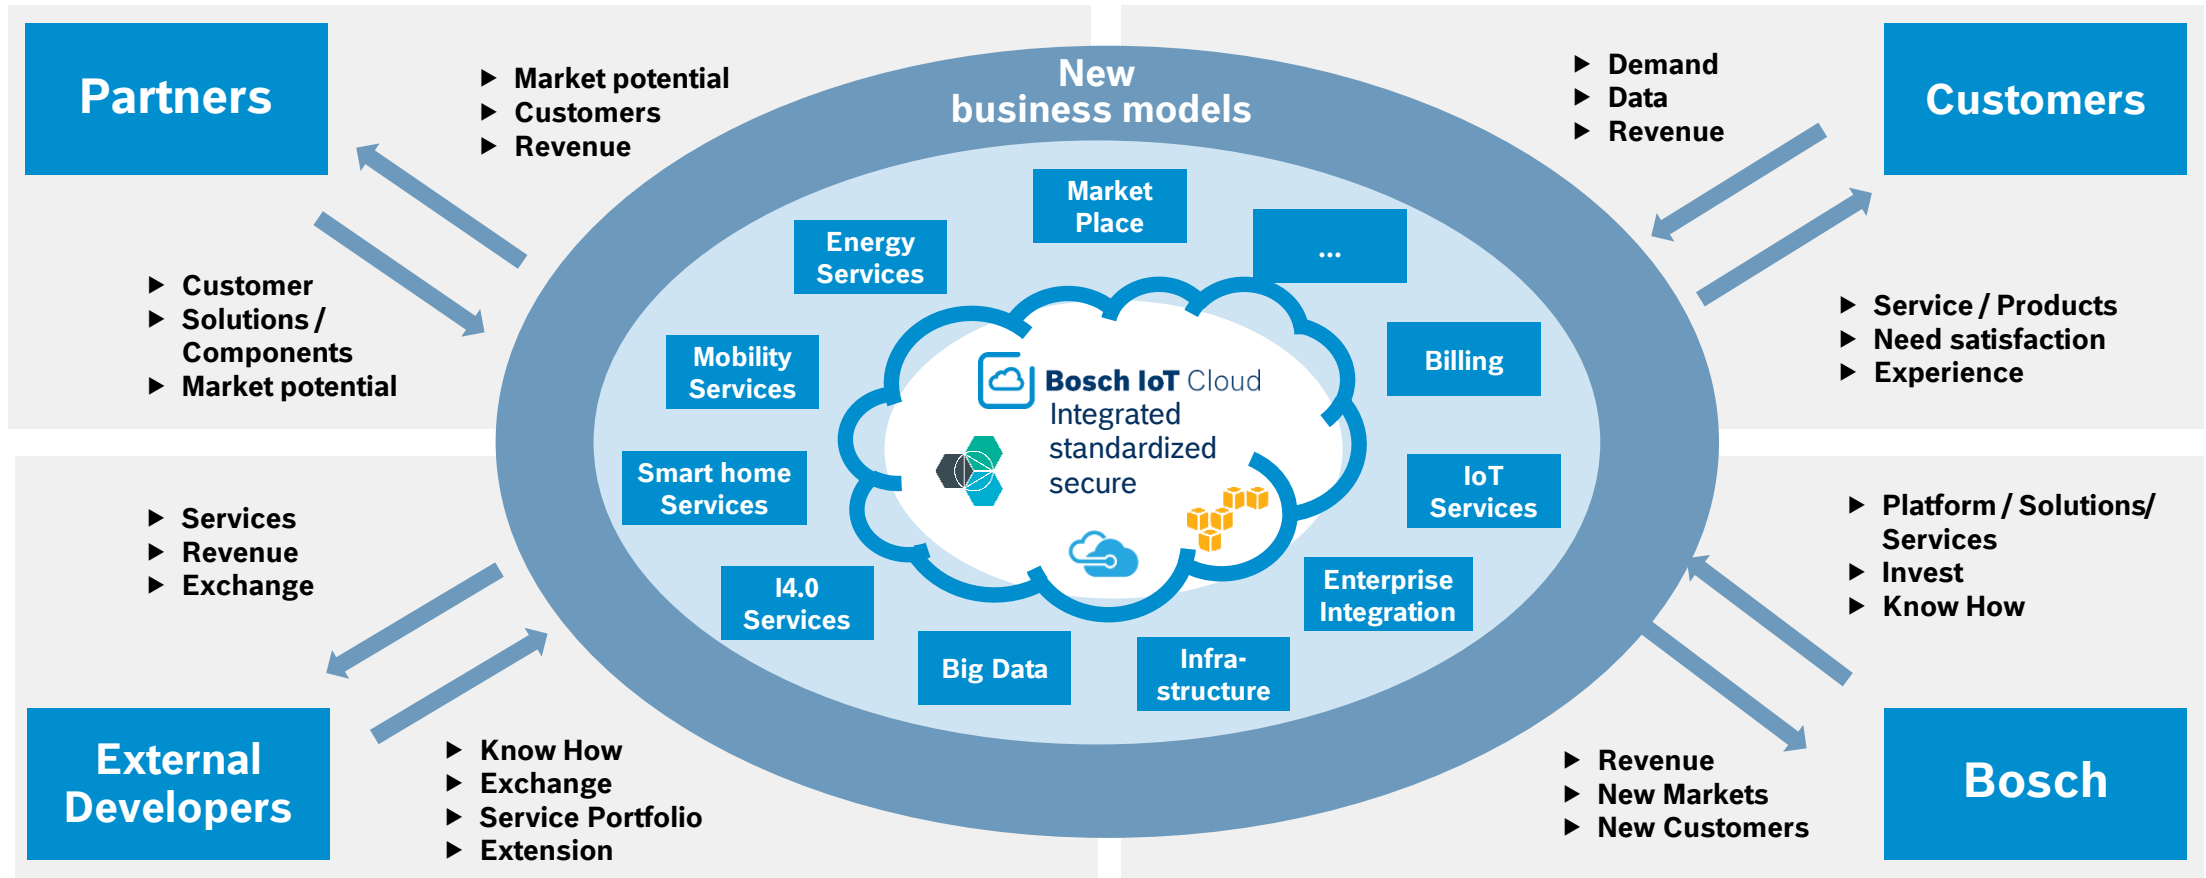 Partners
Market potential
Customers
Revenue
Customer
Solutions /
Components
Market potential
New
business models
Demand
Data
Revenue
Customers
Service / Products
Need satisfaction
Experience
Market
Place
...
Energy
Services
Mobility
Services
Billing
Smart home
Services
IoT
Services
I4.0
Services
Enterprise
Integration
Big Data
Infra-
structure
Bosch IoT Cloud
Integrated
standardized
secure
Services
Revenue
Exchange
External
Developers
Know How
Exchange
Service Portfolio
Extension
Platform / Solutions/
Services
Invest
Know How
Revenue
New Markets
New Customers
Bosch